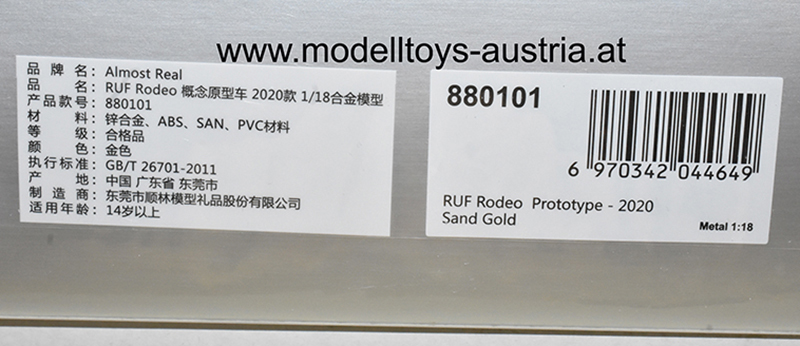 www.modelltoys-austria.at
品 牌 名：Almost Real
品 名：RUF Rodeo 概念原型车 2020款 1/18合金模型
产品款号：880101
材 料：锌合金、ABS、SAN、PVC材料
等 级：合格品
颜 色：金色
执行标准：GB/T 26701-2011
产 地：中国 广东省 东莞市
制 造 商：东莞市顺林模型礼品股份有限公司
适用年龄：14岁以上
880101
6 970342 044649
RUF Rodeo Prototype - 2020
Sand Gold
Metal 1:18